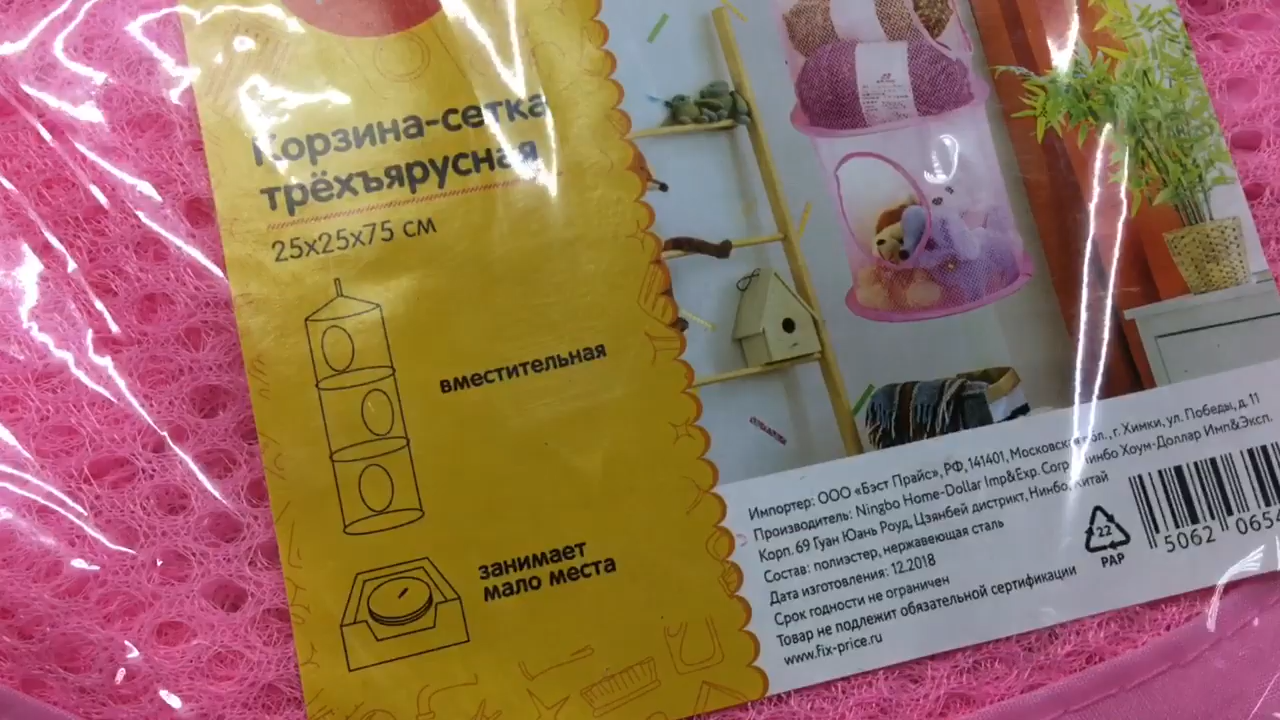 Корзина-сетка
трёхъярусная
25х25х75 см
вместительная
занимает
мало места
Импортер: ООО «Бэст Прайс», РФ, 141401, Московская обл., г. Химки, ул. Победы, д. 11
Производитель: Ningbo Home-Dollar Imp&Exp. Corp. Нинбо Хоум-Доллар Имп&Эксп.
Корп. 69 Гуан Юань Роуд, Цзянбей дистрикт, Нинбо, Китай
Состав: полиэстер, нержавеющая сталь
Дата изготовления: 12.2018
Срок годности не ограничен
Товар не подлежит обязательной сертификации
www.fix-price.ru
22
PAP
5062 065